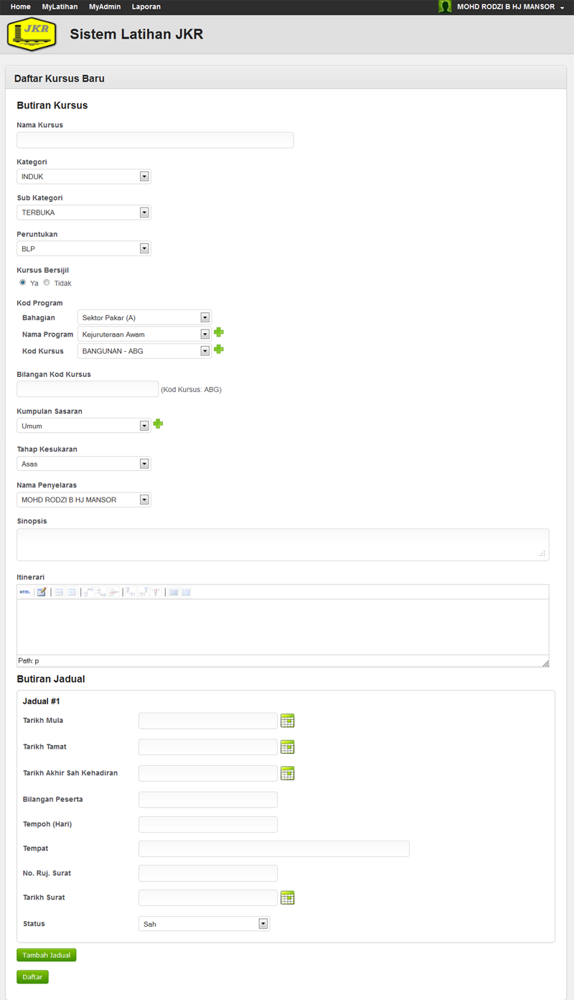 Home MyLatihan MyAdmin Laporan MOHD RODZI B HJ MANSOR
JKR
Sistem Latihan JKR
Daftar Kursus Baru
Butiran Kursus
Nama Kursus
Kategori
INDUK
Sub Kategori
TERBUKA
Peruntukan
BLP
Kursus Bersijil
Ya Tidak
Kod Program
Bahagian Sektor Pakar (A)
Nama Program Kejuruteraan Awam
Kod Kursus BANGUNAN - ABG
Bilangan Kod Kursus
(Kod Kursus: ABG)
Kumpulan Sasaran
Umum
Tahap Kesukaran
Asas
Nama Penyelaras
MOHD RODZI B HJ MANSOR
Sinopsis
Itinerari
HTML
Path: p
Butiran Jadual
Jadual #1
Tarikh Mula
Tarikh Tamat
Tarikh Akhir Sah Kehadiran
Bilangan Peserta
Tempoh (Hari)
Tempat
No. Ruj. Surat
Tarikh Surat
Status Sah
Tambah Jadual
Daftar